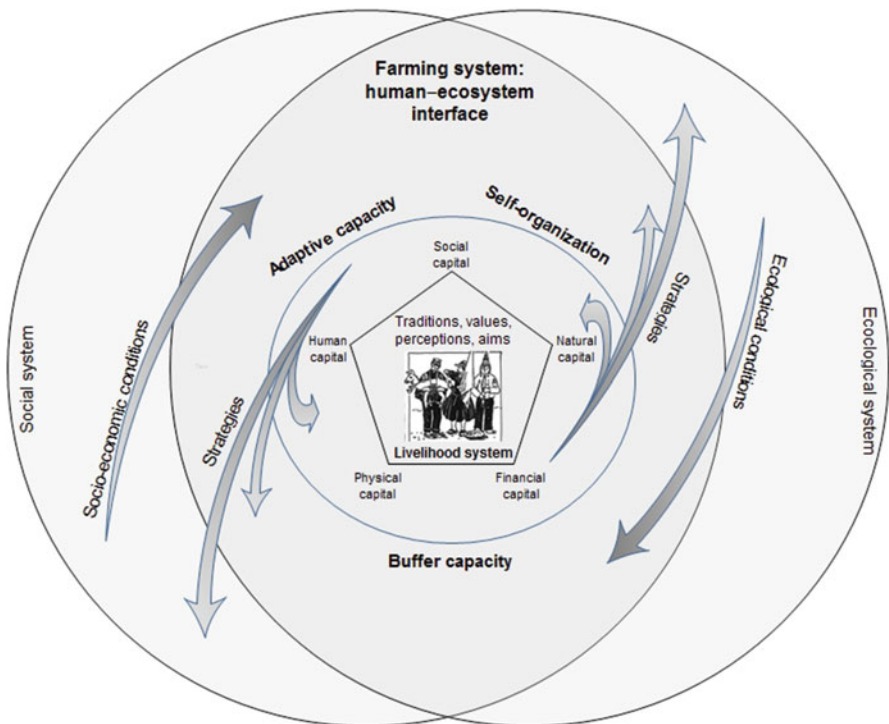 Farming system:
human–ecosystem
interface
Adaptive capacity
Self-organization
Social
capital
Traditions, values,
perceptions, aims
Human
capital
Natural
capital
Livelihood system
Physical
capital
Financial
capital
Buffer capacity
Social system
Socio-economic conditions
Strategies
Strategies
Ecological conditions
Ecoclogical system